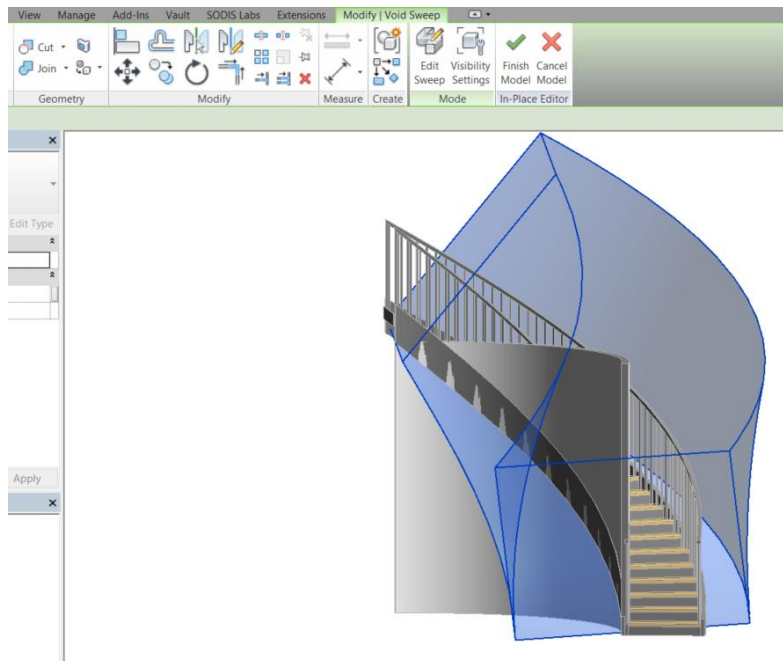 View Manage Add-Ins Vault SODIS Labs Extensions Modify | Void Sweep
Cut
Join
Edit Sweep
Visibility Settings
Finish Model
Cancel Model
Geometry Modify Measure Create Mode In-Place Editor
Edit Type
Apply